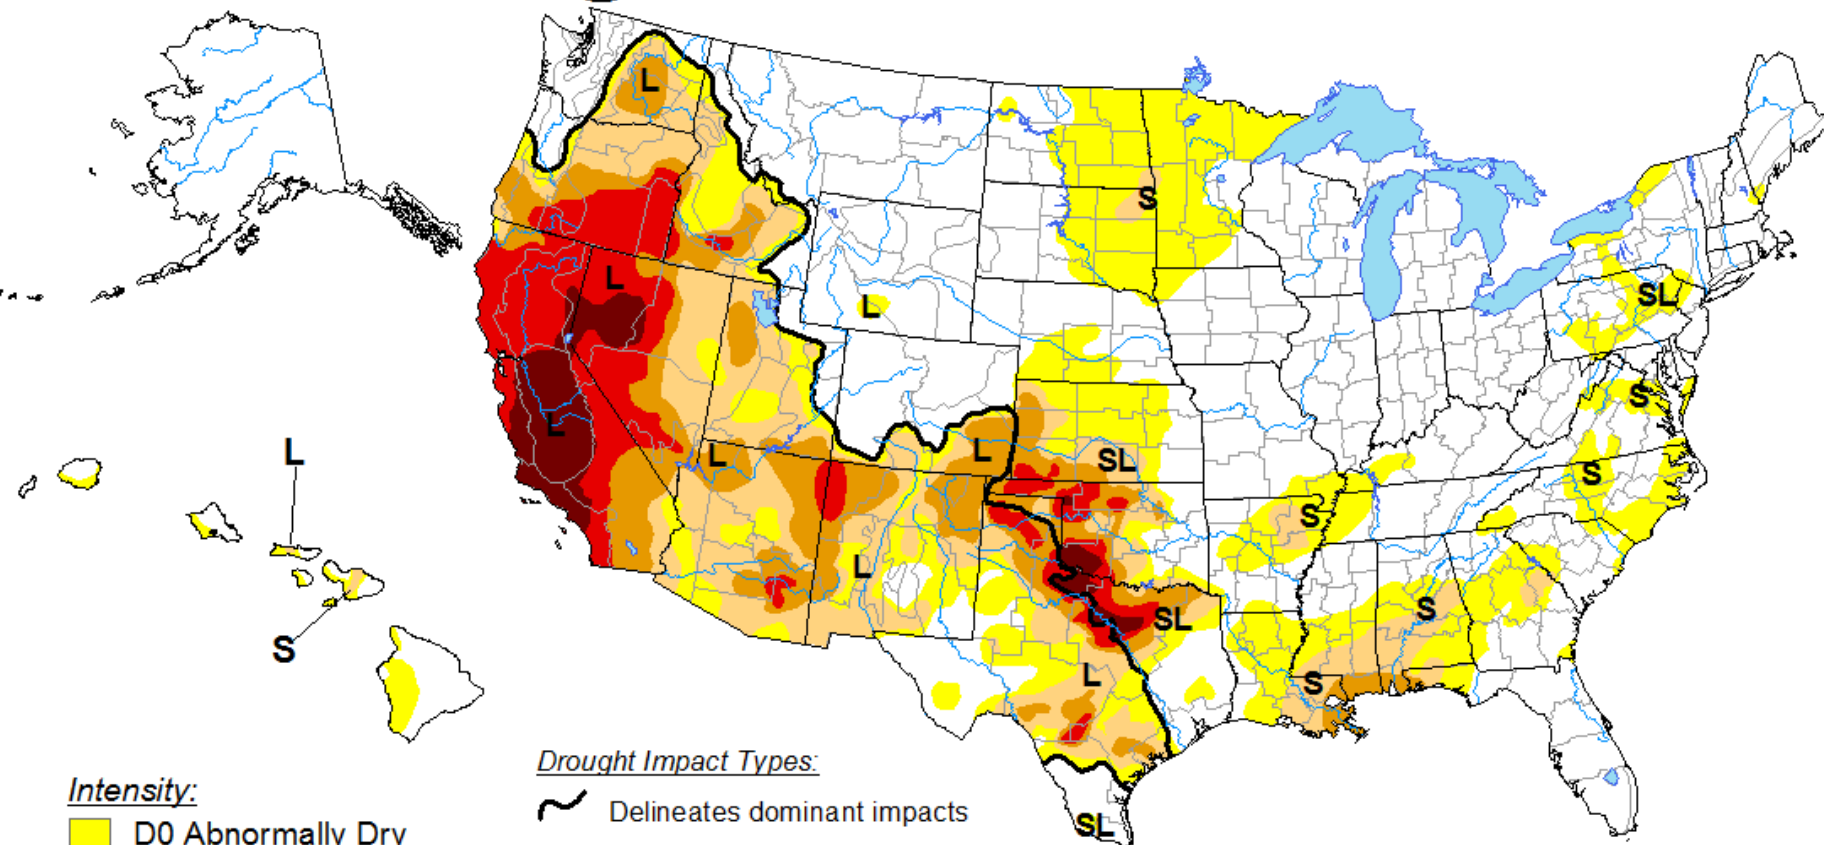 L
S
L
L
SL
L
S
L
L
L
SL
S
S
L
L
S
L
SL
S
L
S
S
SL
Drought Impact Types:
Delineates dominant impacts
Intensity:
D0 Abnormally Dry